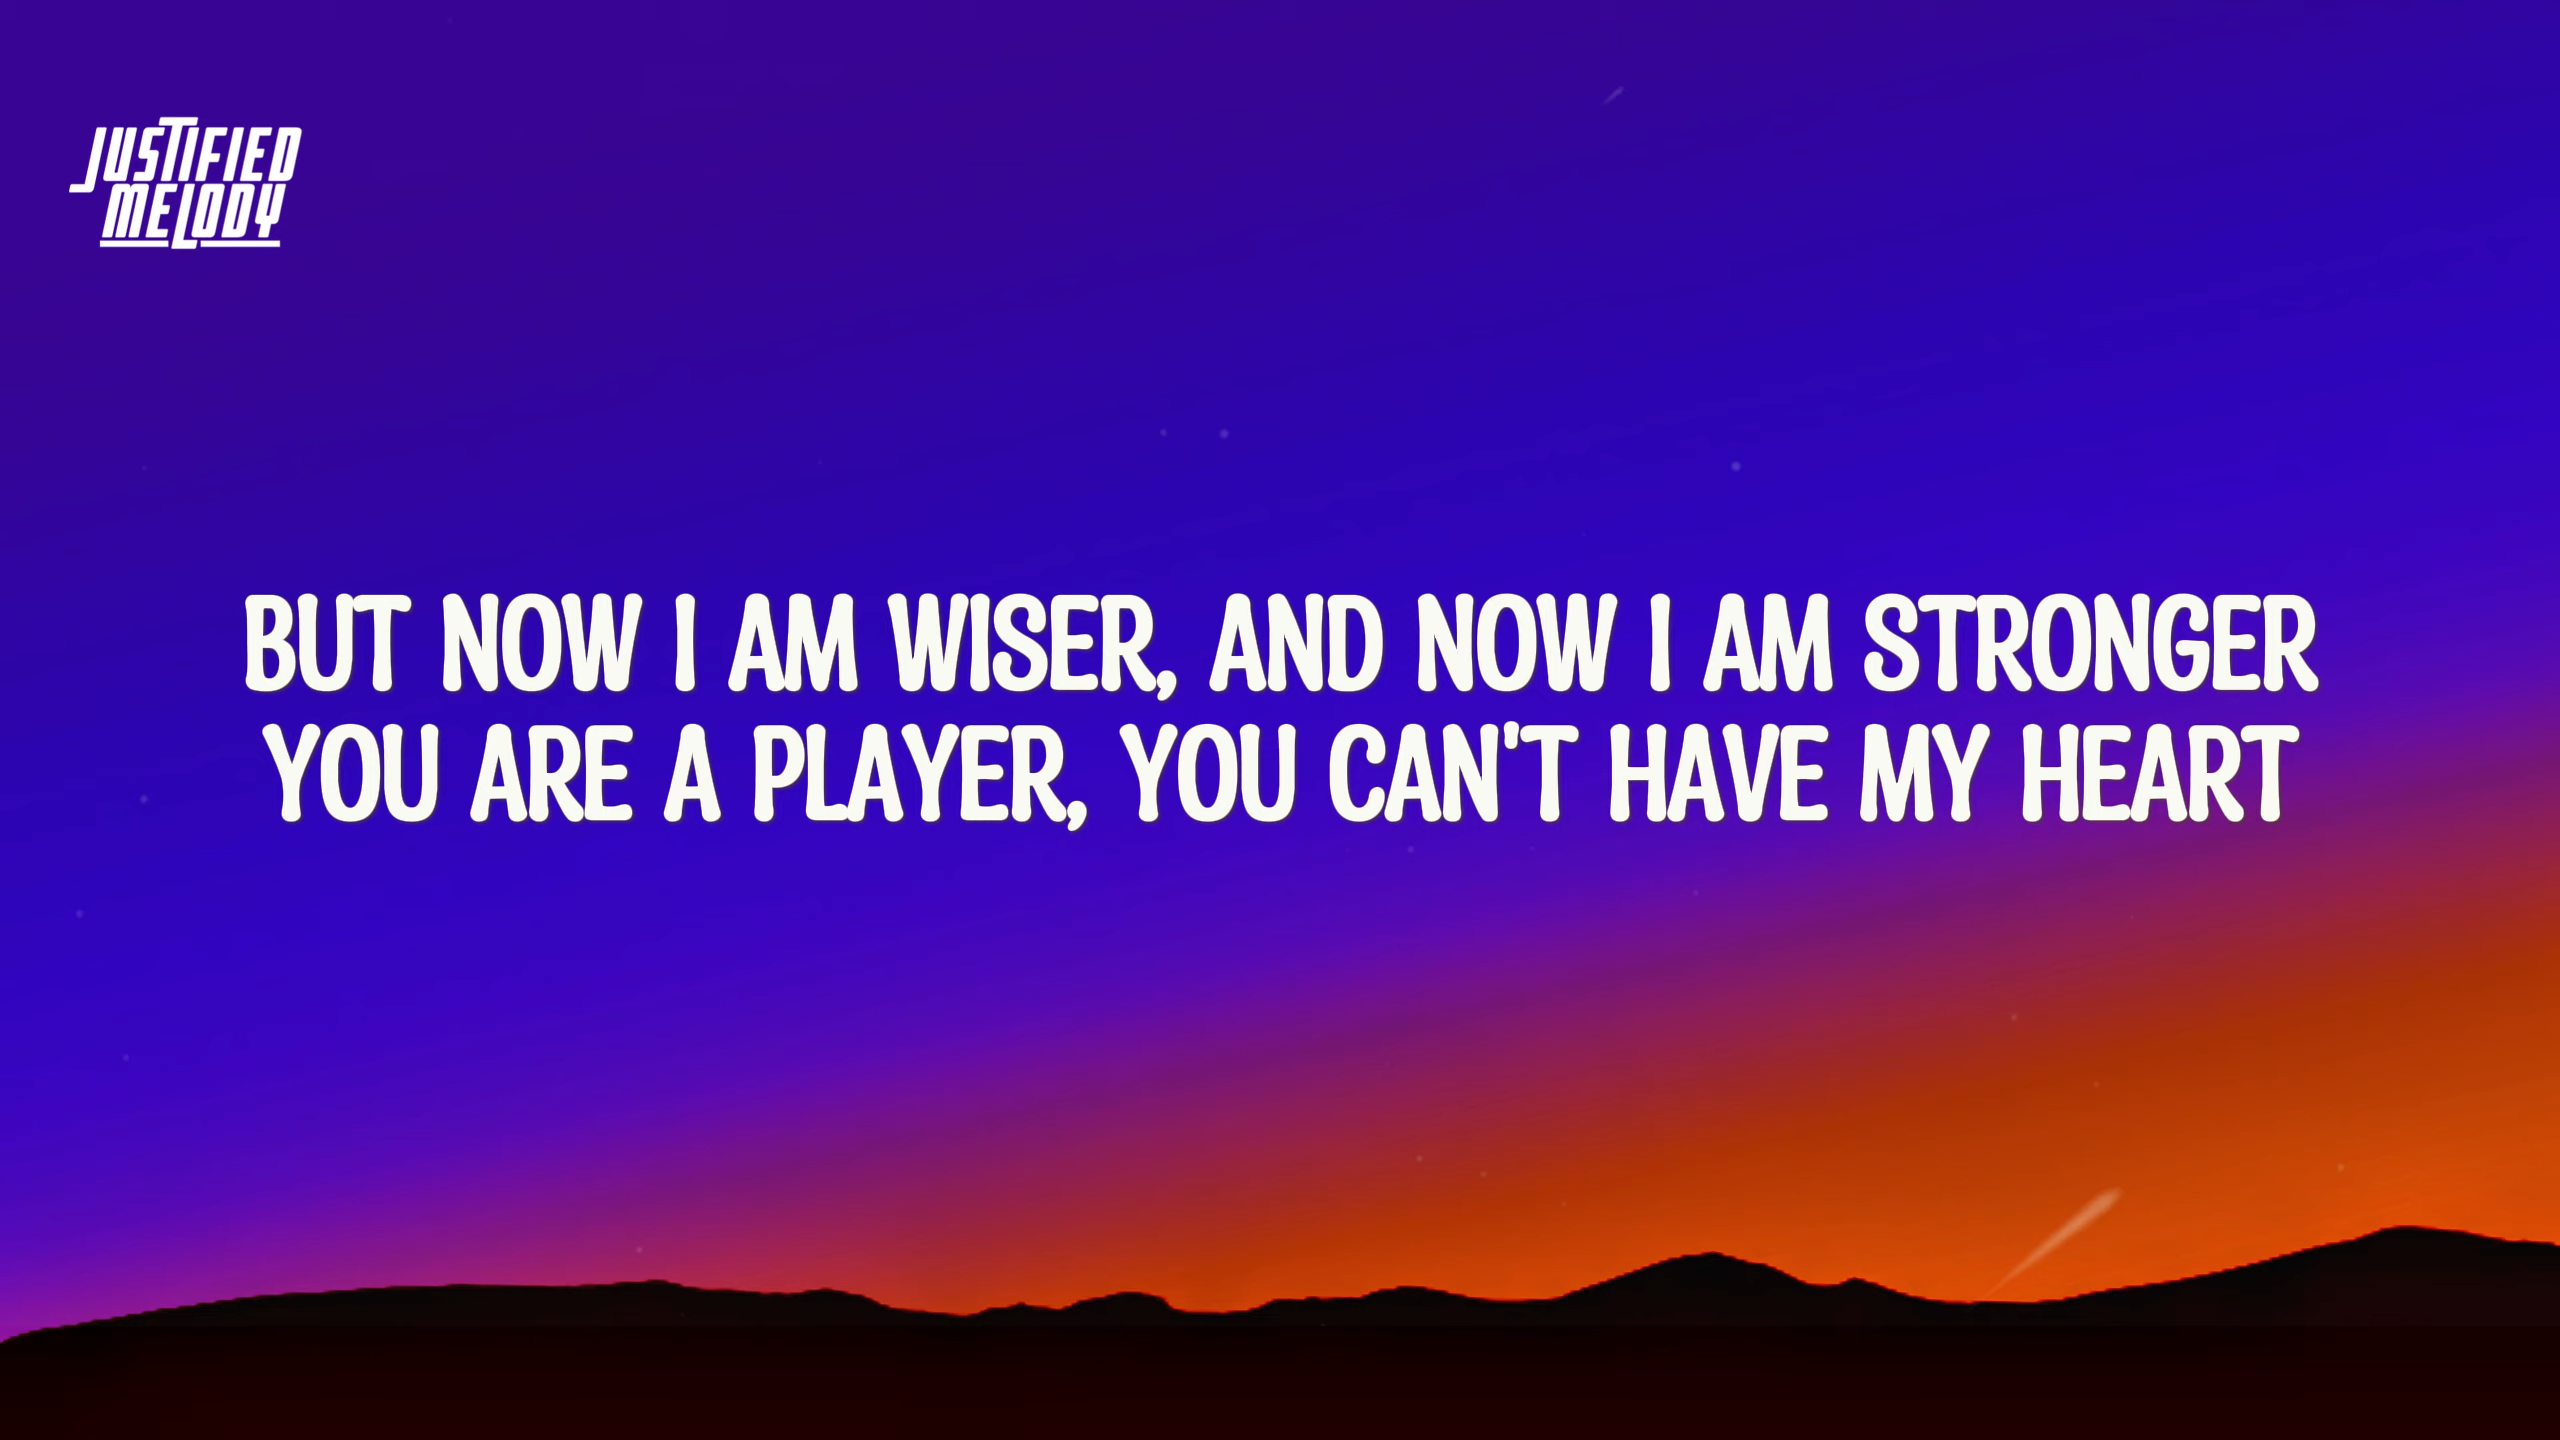 JUSTIFIED
MELODY
BUT NOW I AM WISER, AND NOW I AM STRONGER
YOU ARE A PLAYER, YOU CAN'T HAVE MY HEART